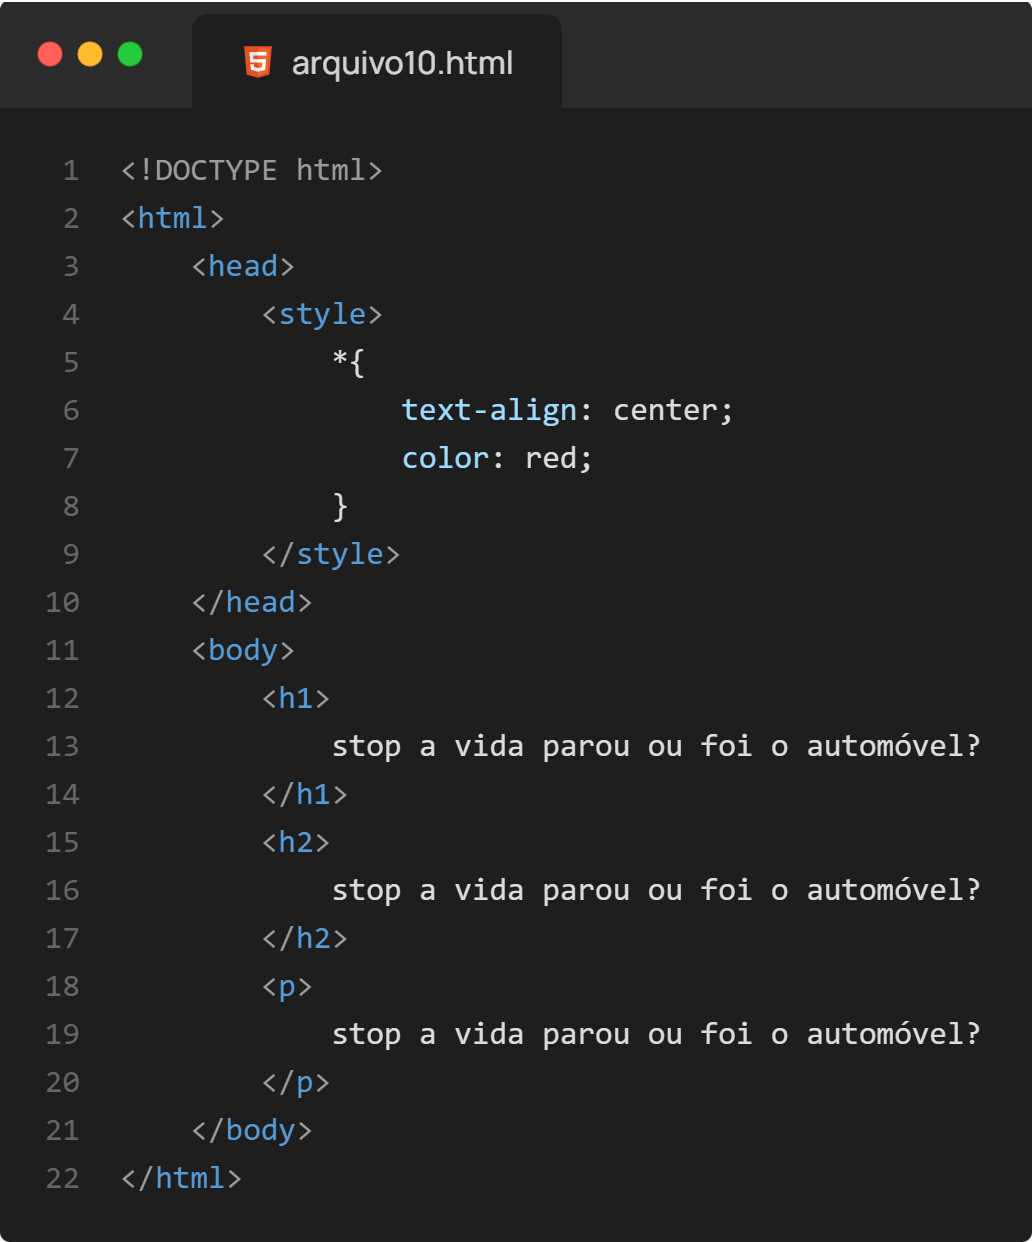 arquivo10.html
1 <!DOCTYPE html>
2 <html>
3     <head>
4         <style>
5             *{
6                 text-align: center;
7                 color: red;
8             }
9         </style>
10     </head>
11     <body>
12         <h1>
13             stop a vida parou ou foi o automóvel?
14         </h1>
15         <h2>
16             stop a vida parou ou foi o automóvel?
17         </h2>
18         <p>
19             stop a vida parou ou foi o automóvel?
20         </p>
21     </body>
22 </html>